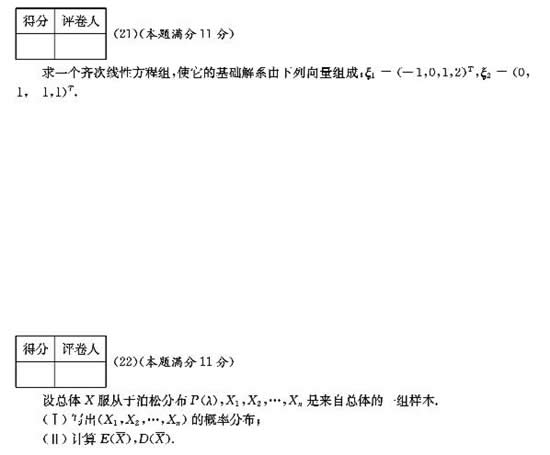 得分 评卷人
(21)(本题满分11分)
求一个齐次线性方程组,使它的基础解系由下列向量组成:ξ₁ = (-1,0,1,2)ᵀ,ξ₂ = (0,
1, 1,1)ᵀ.
得分 评卷人
(22)(本题满分11分)
设总体 X 服从于泊松分布 P(λ),X₁,X₂,…,Xₙ 是来自总体的一组样本.
(Ⅰ)写出(X₁,X₂,…,Xₙ)的概率分布;
(Ⅱ)计算 E(X̄),D(X̄).